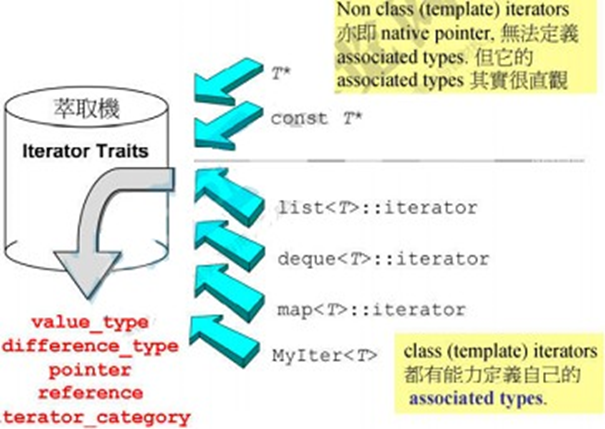 Non class (template) iterators
亦即 native pointer, 無法定義
associated types. 但它的
associated types 其實很直觀
T*
const T*
萃取機
Iterator Traits
list<T>::iterator
deque<T>::iterator
map<T>::iterator
MyIter<T>
value_type
difference_type
pointer
reference
iterator_category
class (template) iterators
都有能力定義自己的
associated types.